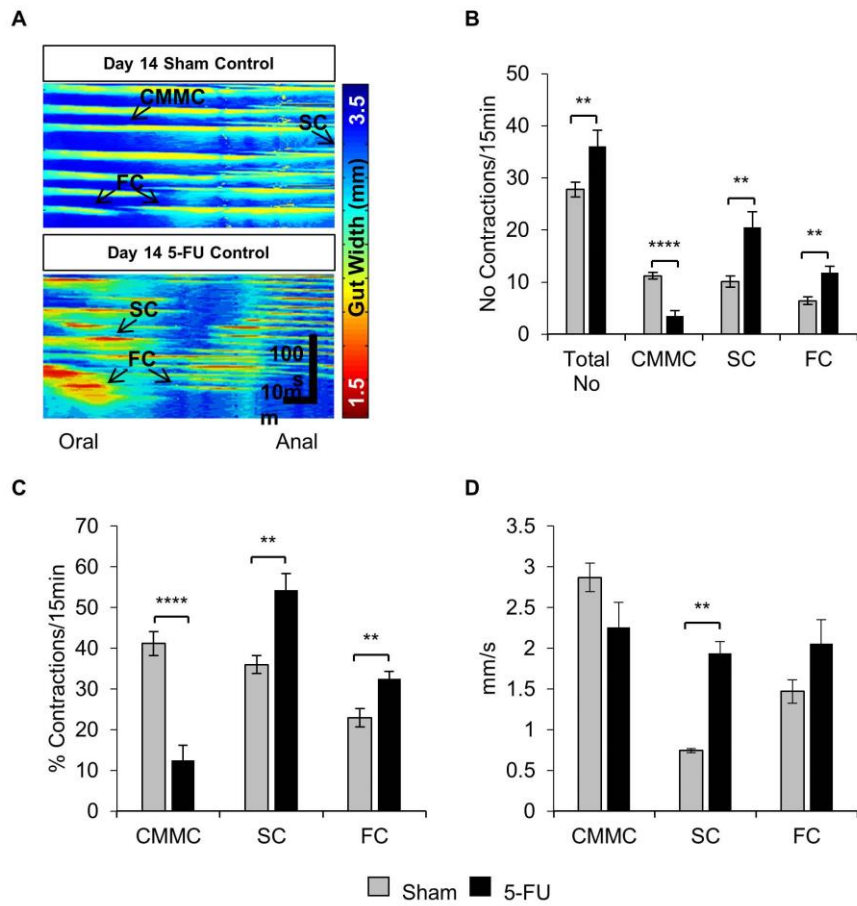 A
Day 14 Sham Control
CMMC
SC
FC
Day 14 5-FU Control
SC
FC
100
s
10m
m
Oral Anal
3.5
Gut Width (mm)
1.5
B
No Contractions/15min
50
40
30
20
10
0
**
****
**
**
Total
No
CMMC SC FC
C
% Contractions/15min
70
60
50
40
30
20
10
0
****
**
**
CMMC SC FC
D
mm/s
3.5
3
2.5
2
1.5
1
0.5
0
**
CMMC SC FC
Sham 5-FU